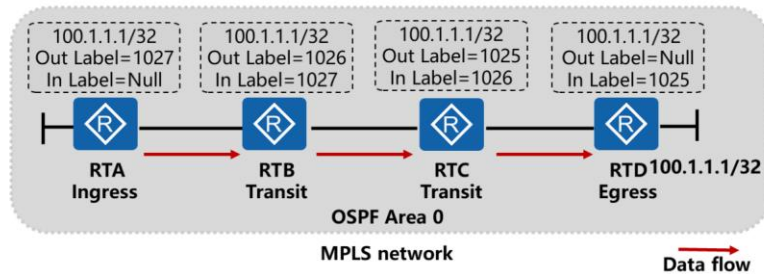 100.1.1.1/32
Out Label=1027
In Label=Null
100.1.1.1/32
Out Label=1026
In Label=1027
100.1.1.1/32
Out Label=1025
In Label=1026
100.1.1.1/32
Out Label=Null
In Label=1025
R
R
R
R
RTA
Ingress
RTB
Transit
RTC
Transit
RTD
Egress
100.1.1.1/32
OSPF Area 0
MPLS network
Data flow